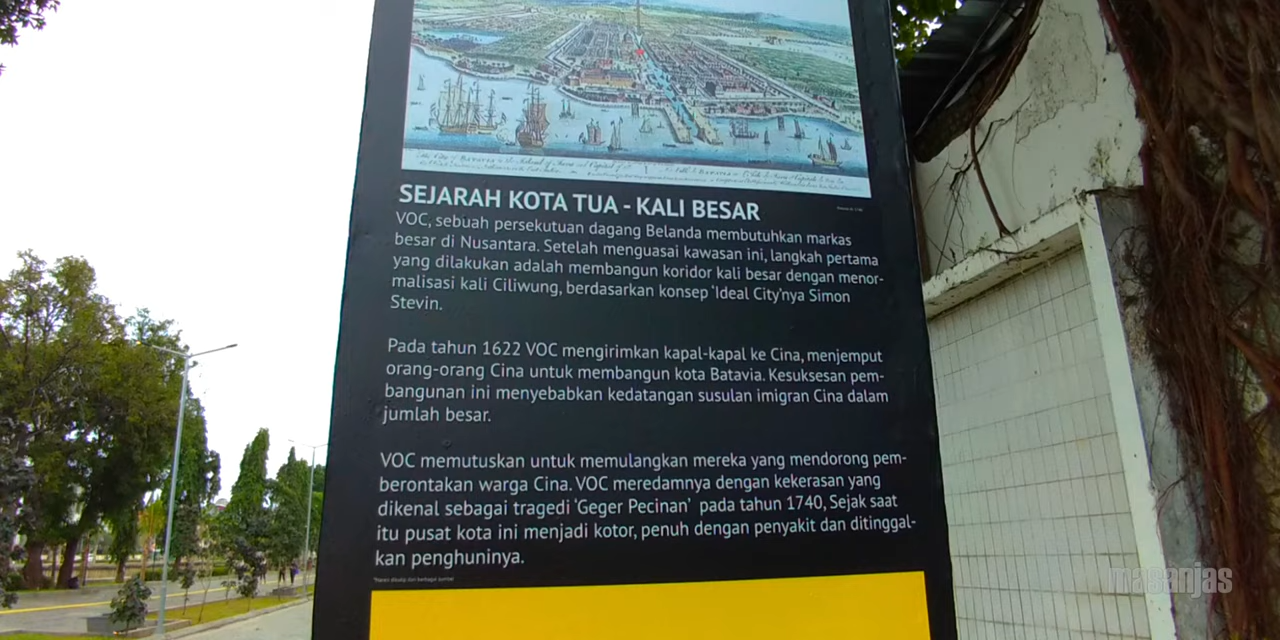 SEJARAH KOTA TUA - KALI BESAR
VOC, sebuah persekutuan dagang Belanda membutuhkan markas
besar di Nusantara. Setelah menguasai kawasan ini, langkah pertama
yang dilakukan adalah membangun koridor kali besar dengan menor-
malisasi kali Ciliwung, berdasarkan konsep 'Ideal City'nya Simon
Stevin.
Pada tahun 1622 VOC mengirimkan kapal-kapal ke Cina, menjemput
orang-orang Cina untuk membangun kota Batavia. Kesuksesan pem-
bangunan ini menyebabkan kedatangan susulan imigran Cina dalam
jumlah besar.
VOC memutuskan untuk memulangkan mereka yang mendorong pem-
berontakan warga Cina. VOC meredamnya dengan kekerasan yang
dikenal sebagai tragedi 'Geger Pecinan' pada tahun 1740, Sejak saat
itu pusat kota ini menjadi kotor, penuh dengan penyakit dan ditinggal-
kan penghuninya.
masanjas